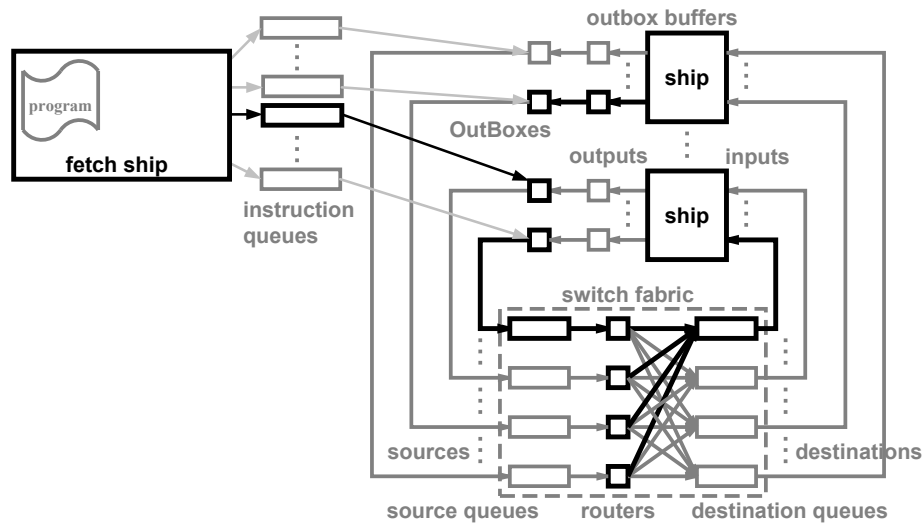 outbox buffers
program
fetch ship
ship
OutBoxes
outputs
inputs
instruction
queues
ship
switch fabric
sources
destinations
source queues
routers
destination queues